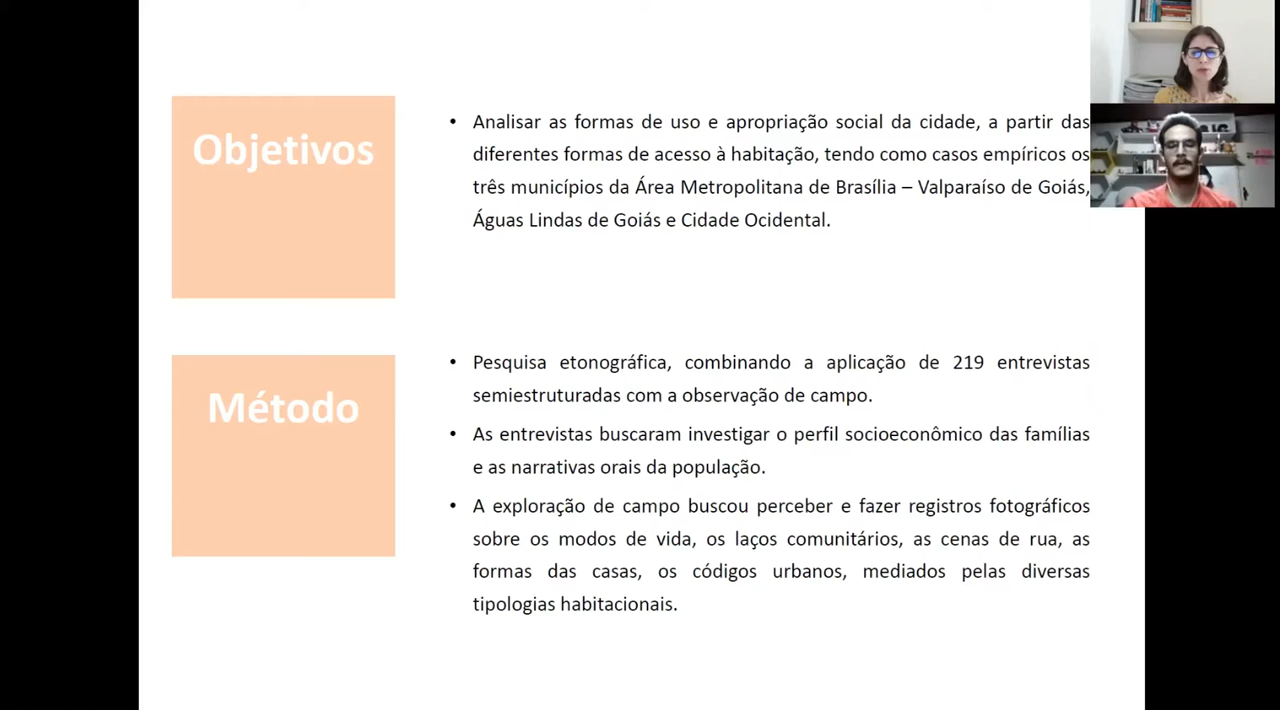 Objetivos
• Analisar as formas de uso e apropriação social da cidade, a partir das
diferentes formas de acesso à habitação, tendo como casos empíricos os
três municípios da Área Metropolitana de Brasília – Valparaíso de Goiás,
Águas Lindas de Goiás e Cidade Ocidental.
Método
• Pesquisa etonográfica, combinando a aplicação de 219 entrevistas
semiestruturadas com a observação de campo.
• As entrevistas buscaram investigar o perfil socioeconômico das famílias
e as narrativas orais da população.
• A exploração de campo buscou perceber e fazer registros fotográficos
sobre os modos de vida, os laços comunitários, as cenas de rua, as
formas das casas, os códigos urbanos, mediados pelas diversas
tipologias habitacionais.